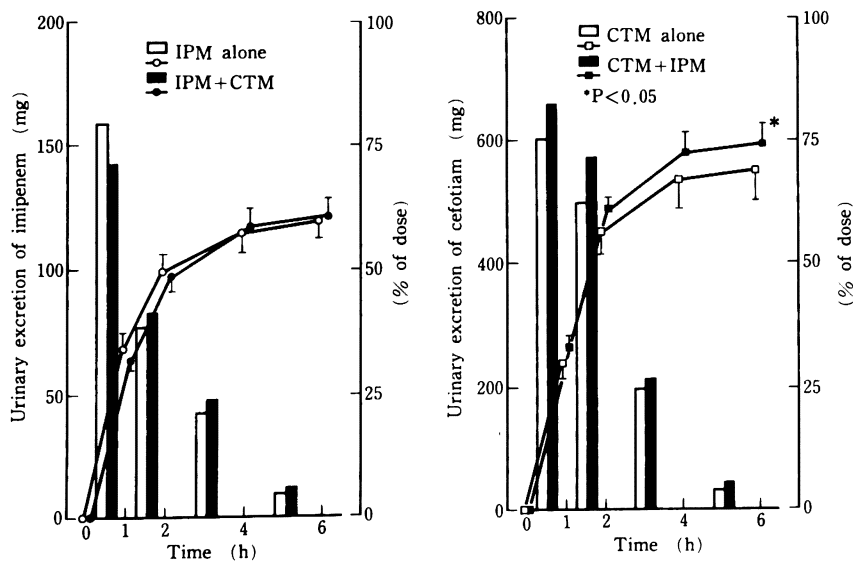 Urinary excretion of imipenem (mg)
200
150
100
50
0
IPM alone
IPM+CTM
100
75
50
25
0
(% of dose)
0 1 2 4 6
Time (h)
Urinary excretion of cefotiam (mg)
800
600
400
200
0
CTM alone
CTM+IPM
*P<0.05
*
100
75
50
25
0
(% of dose)
0 1 2 4 6
Time (h)